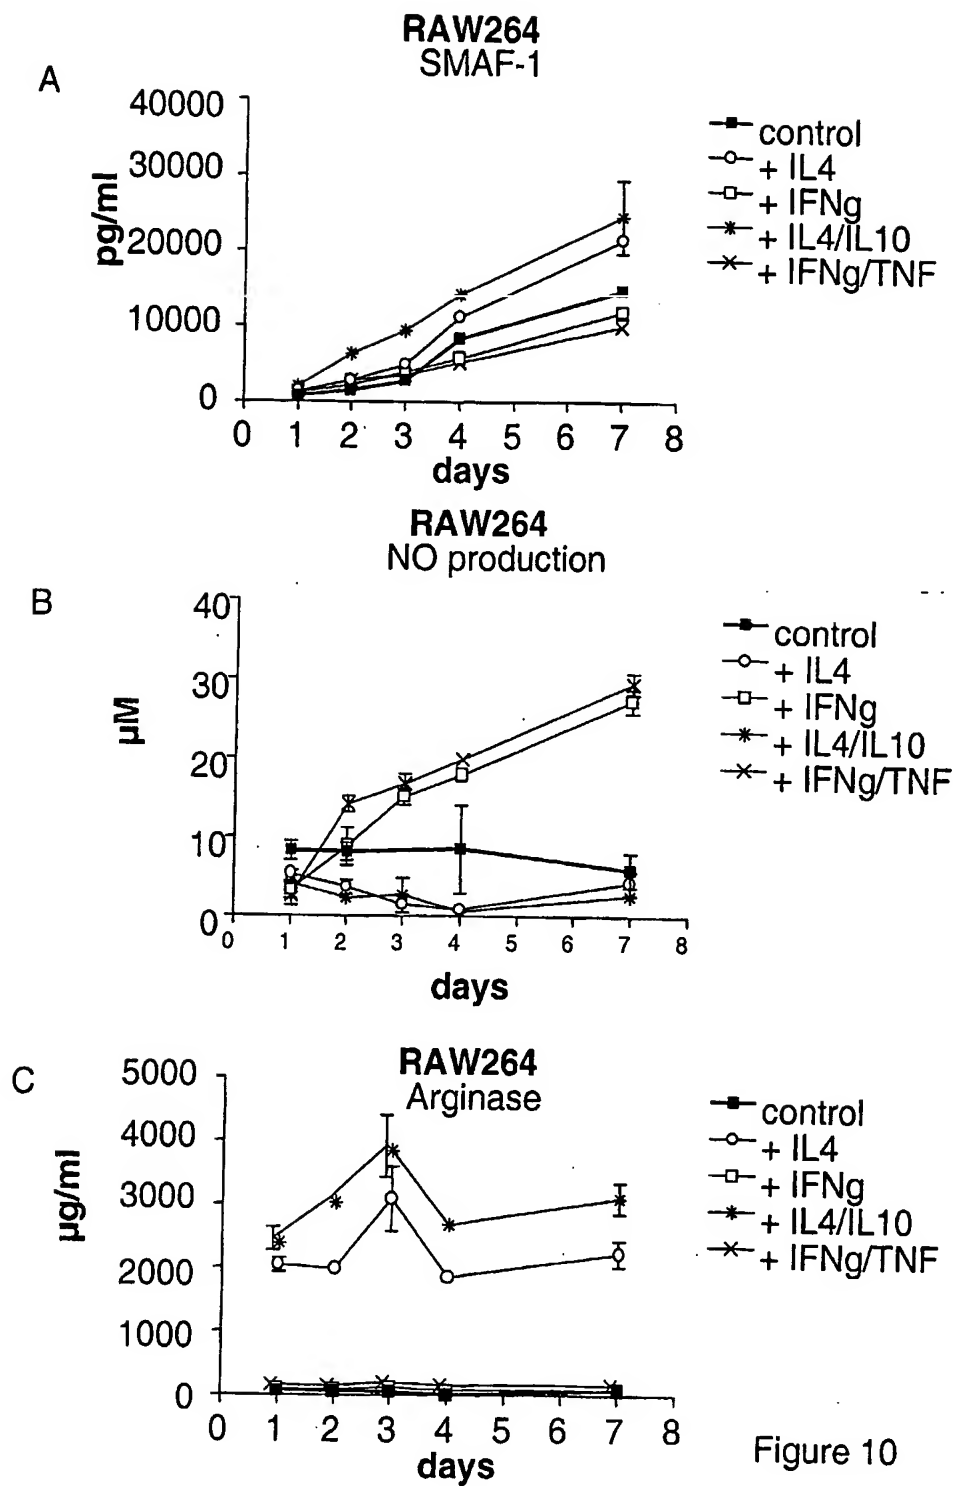 RAW264
SMAF-1
A
40000
30000
20000
10000
0
pg/ml
0 1 2 3 4 5 6 7 8
days
control
+ IL4
+ IFNg
+ IL4/IL10
+ IFNg/TNF
RAW264
NO production
B
40
30
20
10
0
µM
0 1 2 3 4 5 6 7 8
days
control
+ IL4
+ IFNg
+ IL4/IL10
+ IFNg/TNF
RAW264
Arginase
C
5000
4000
3000
2000
1000
0
µg/ml
0 1 2 3 4 5 6 7 8
days
control
+ IL4
+ IFNg
+ IL4/IL10
+ IFNg/TNF
Figure 10